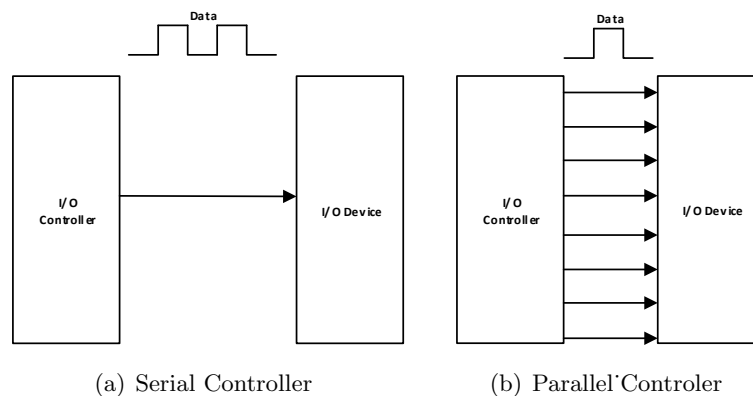 Data
I/O
Controller
I/O Device
(a) Serial Controller
Data
I/O
Controller
I/O Device
(b) Parallel˙Controler